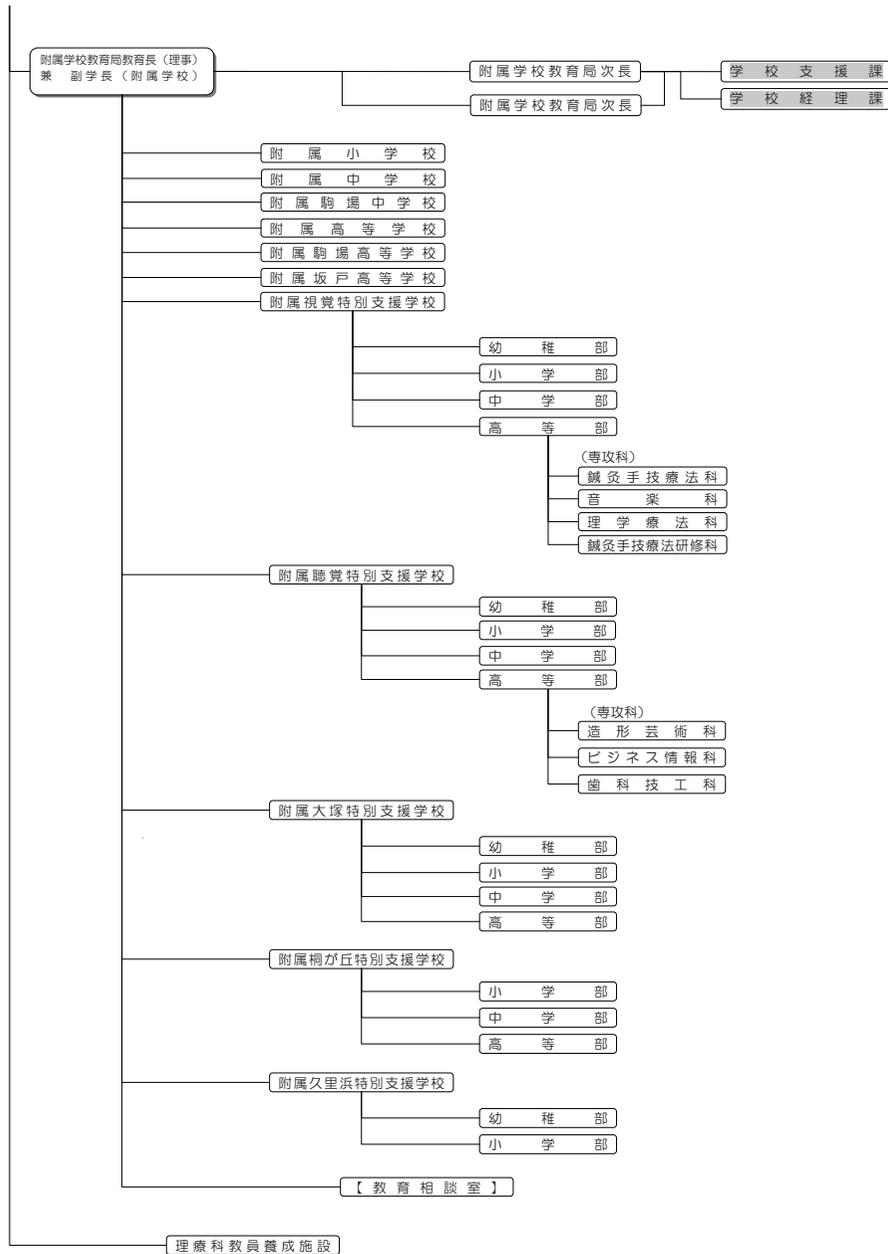 附属学校教育局教育長（理事）
兼 副学長（附属学校）
附属学校教育局次長
学校支援課
附属学校教育局次長
学校経理課
附属小学校
附属中学校
附属駒場中学校
附属高等学校
附属駒場高等学校
附属坂戸高等学校
附属視覚特別支援学校
幼稚部
小学部
中学部
高等部
（専攻科）
鍼灸手技療法科
音楽科
理学療法科
鍼灸手技療法研修科
附属聴覚特別支援学校
幼稚部
小学部
中学部
高等部
（専攻科）
造形芸術科
ビジネス情報科
歯科技工科
附属大塚特別支援学校
幼稚部
小学部
中学部
高等部
附属桐が丘特別支援学校
小学部
中学部
高等部
附属久里浜特別支援学校
幼稚部
小学部
【教育相談室】
理療科教員養成施設